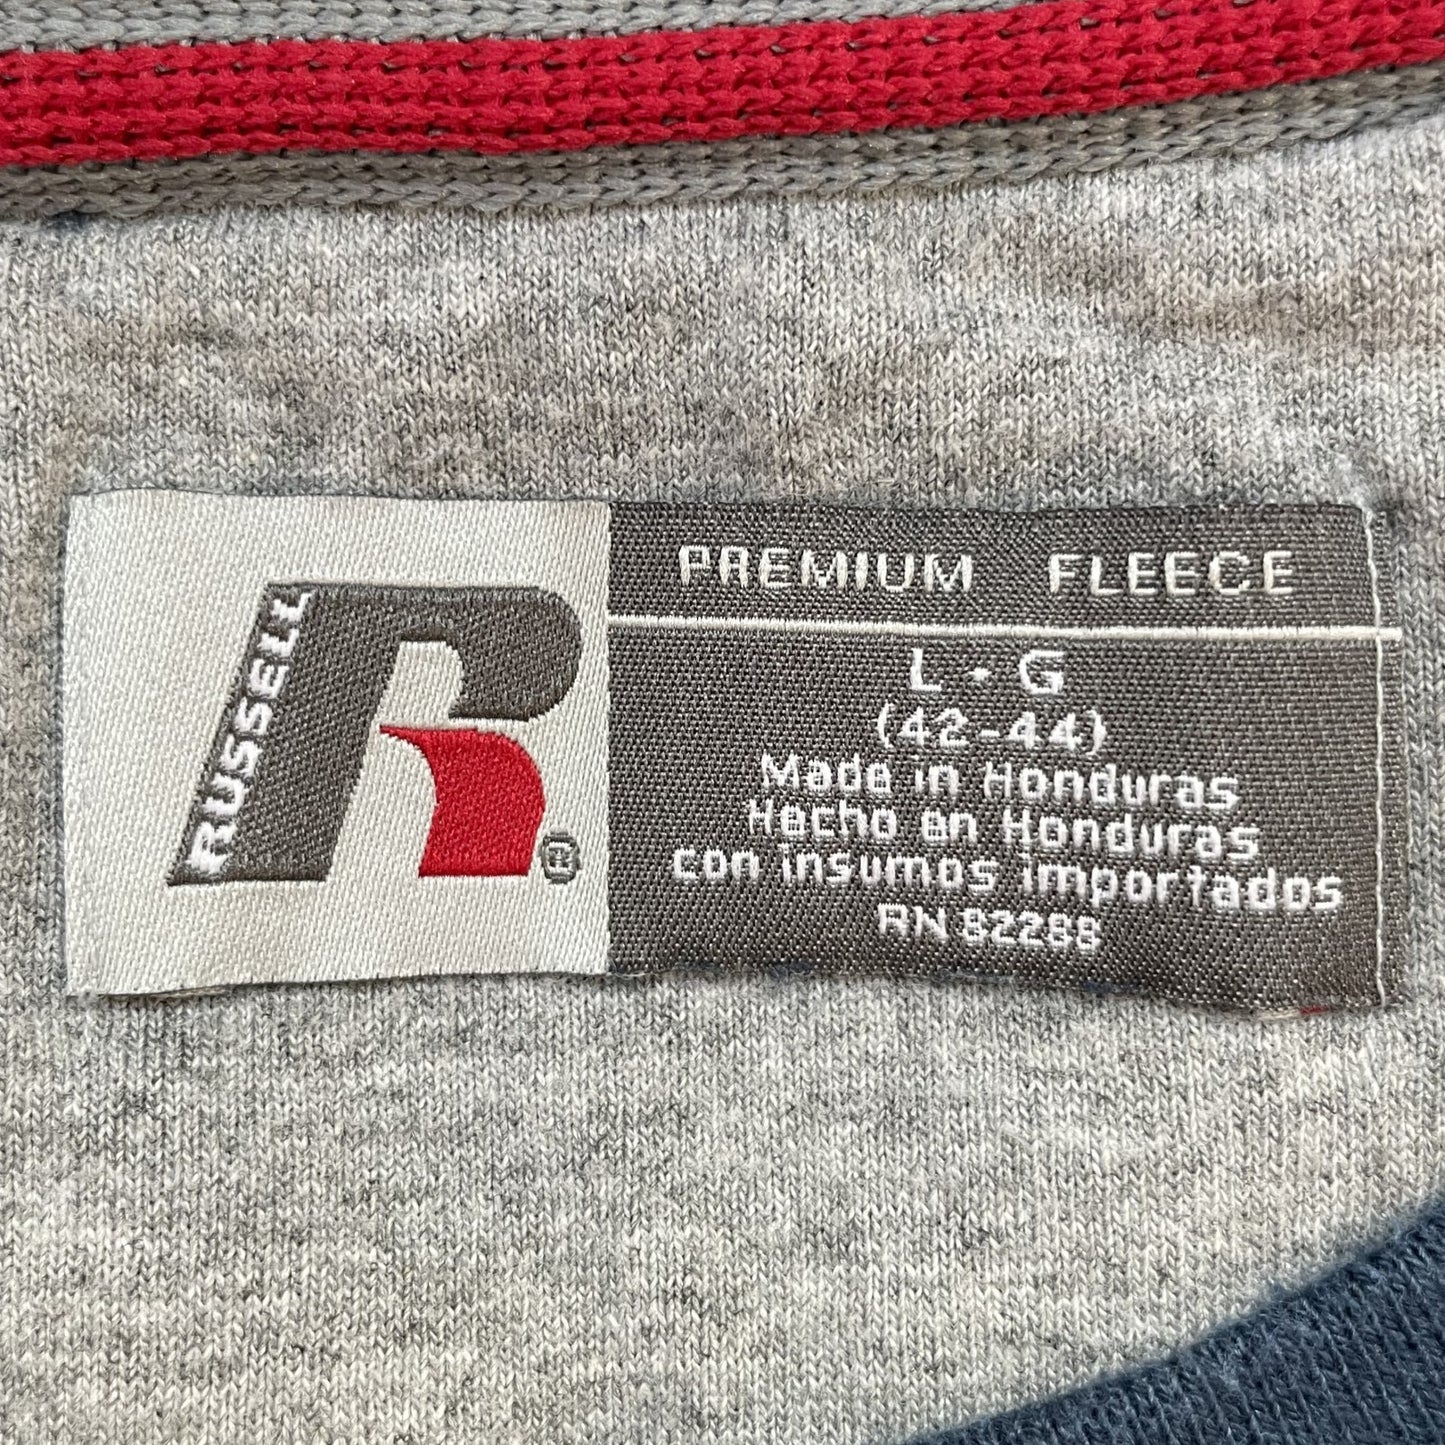 RUSSELL
R
®
PREMIUM FLEECE
L • G
(42-44)
Made in Honduras
Hecho en Honduras
con insumos importados
RN 82288